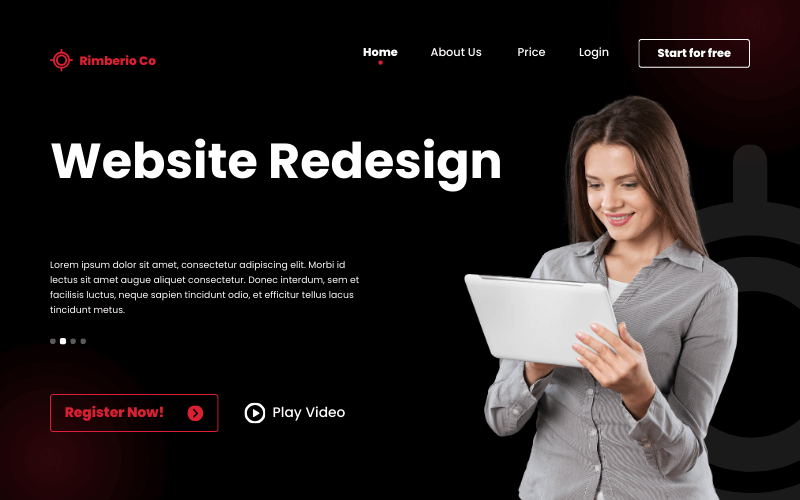 Rimberio Co
Home
About Us
Price
Login
Start for free
Website Redesign
Lorem ipsum dolor sit amet, consectetur adipiscing elit. Morbi id
lectus sit amet augue aliquet consectetur. Donec interdum, sem et
facilisis luctus, neque sapien tincidunt odio, et efficitur tellus lacus
tincidunt metus.
Register Now!
Play Video